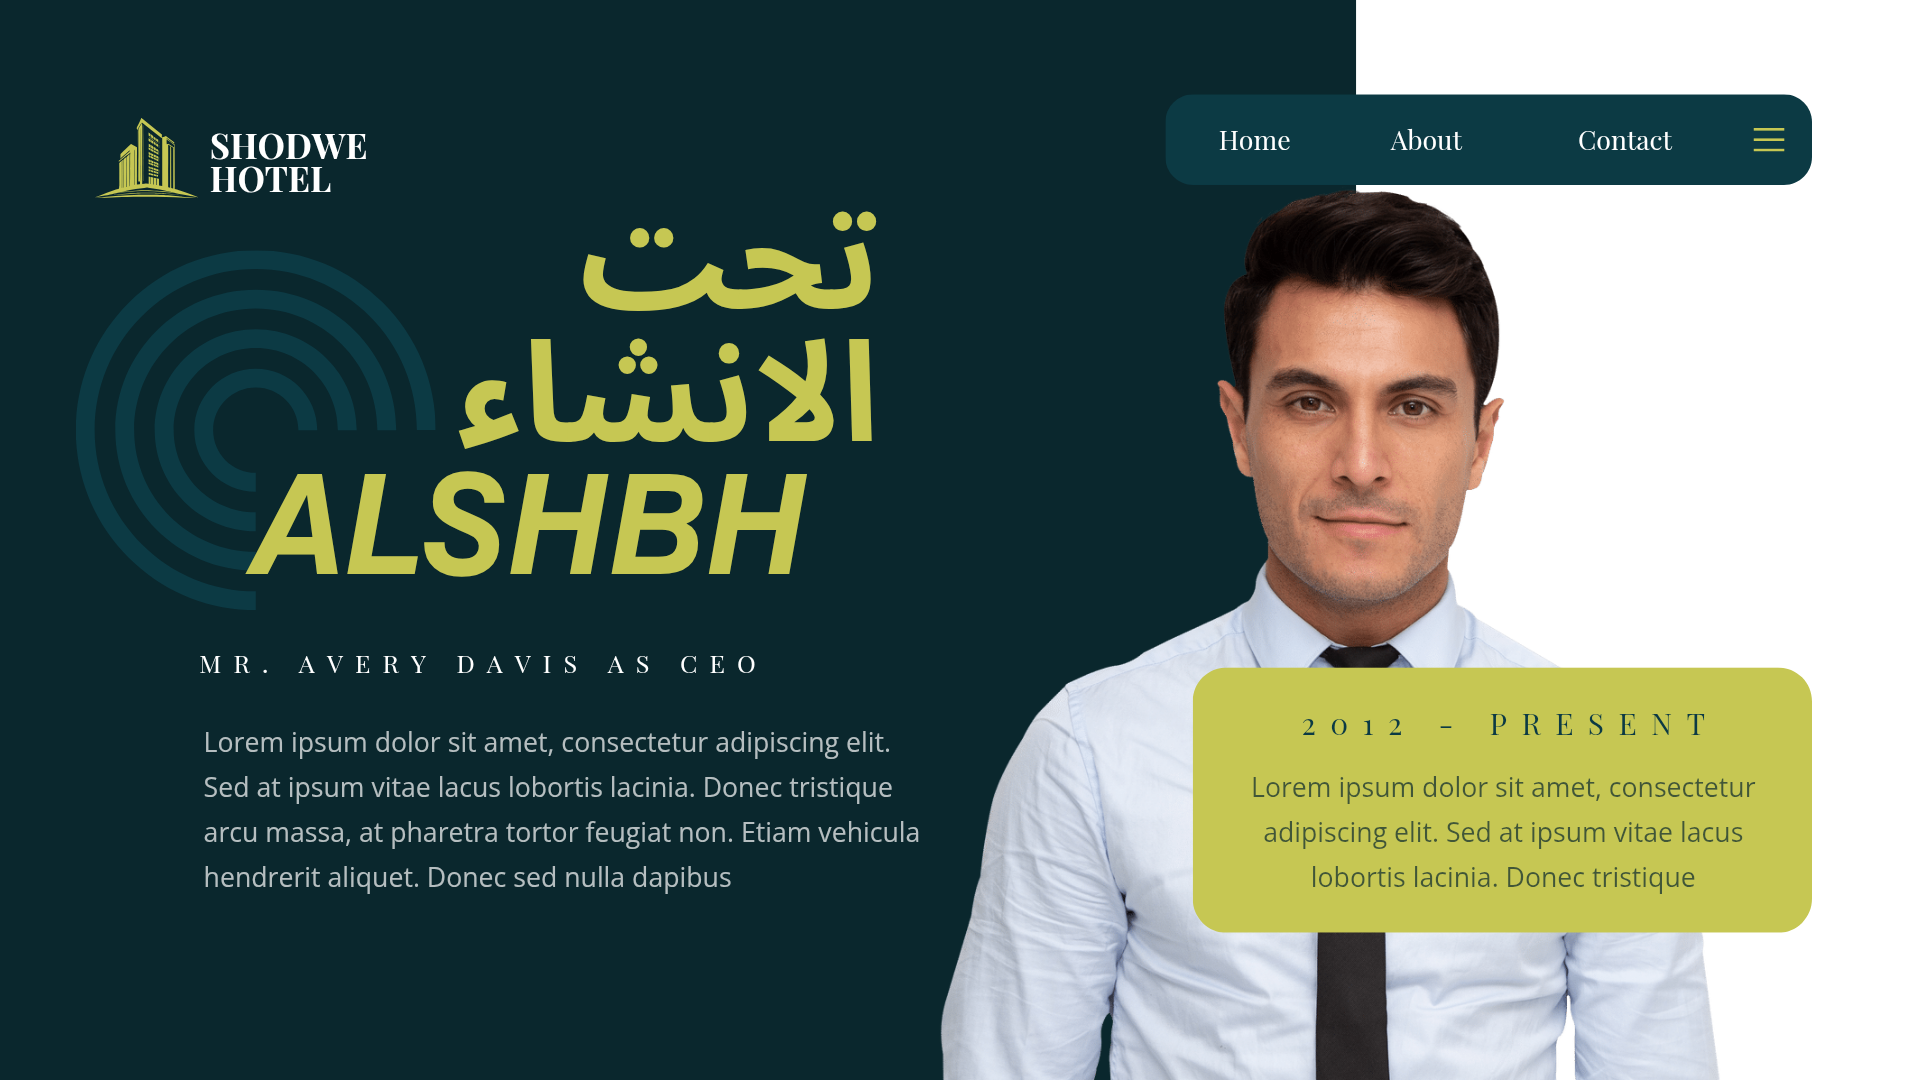 SHODWE
HOTEL
Home
About
Contact
تحت
الانشاء
ALSHBH
MR. AVERY DAVIS AS CEO
Lorem ipsum dolor sit amet, consectetur adipiscing elit.
Sed at ipsum vitae lacus lobortis lacinia. Donec tristique
arcu massa, at pharetra tortor feugiat non. Etiam vehicula
hendrerit aliquet. Donec sed nulla dapibus
2012 - PRESENT
Lorem ipsum dolor sit amet, consectetur
adipiscing elit. Sed at ipsum vitae lacus
lobortis lacinia. Donec tristique